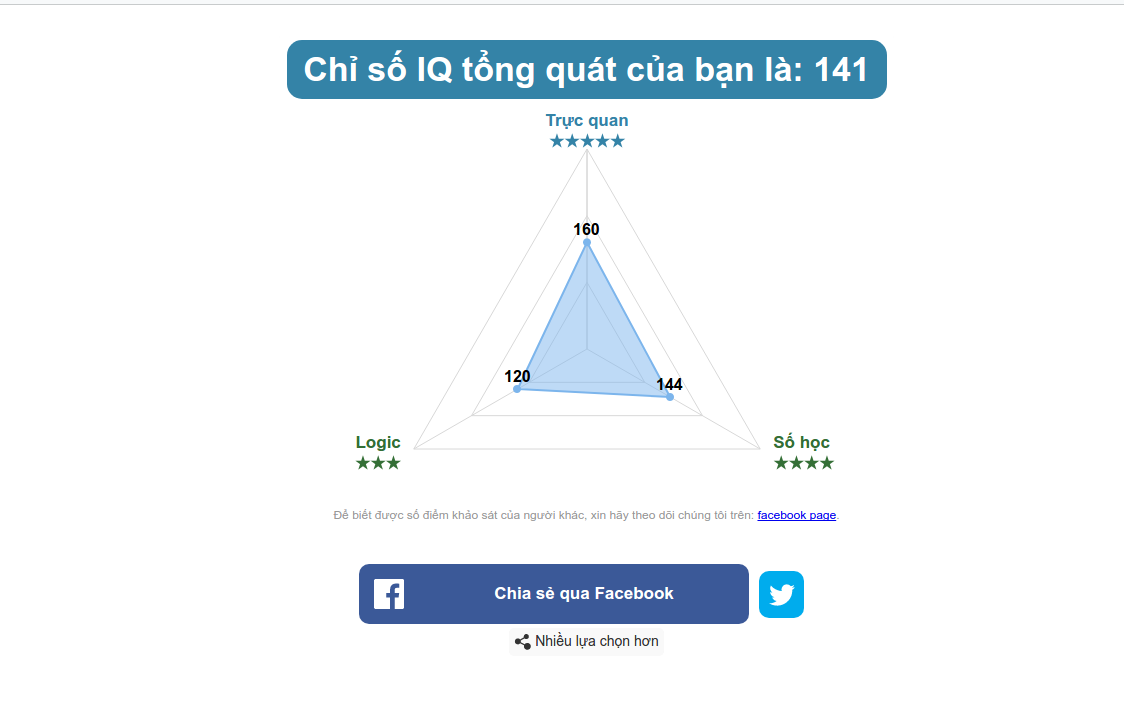 Chỉ số IQ tổng quát của bạn là: 141
Trực quan
★★★★★
160
120
144
Logic
★★★
Số học
★★★★
Để biết được số điểm khảo sát của người khác, xin hãy theo dõi chúng tôi trên: facebook page.
Chia sẻ qua Facebook
Nhiều lựa chọn hơn